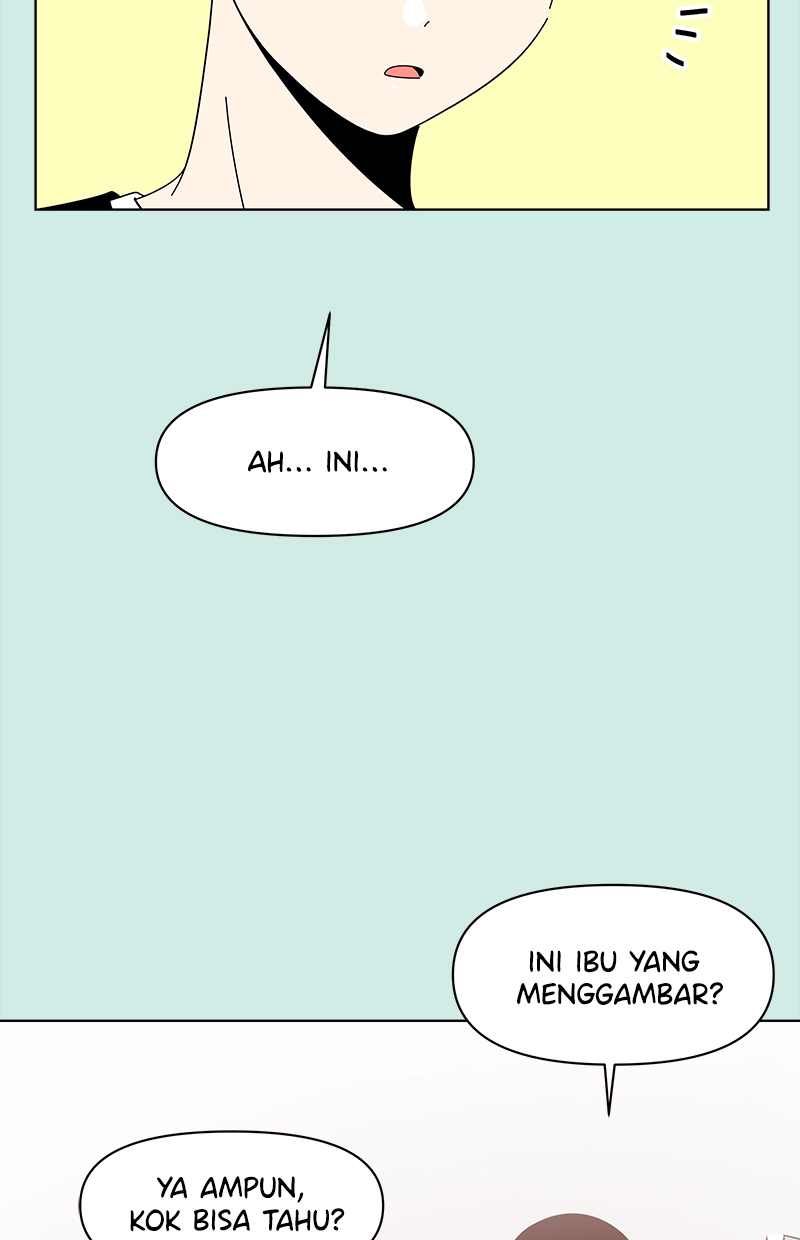 AH... INI...
INI IBU YANG
MENGGAMBAR?
YA AMPUN,
KOK BISA TAHU?